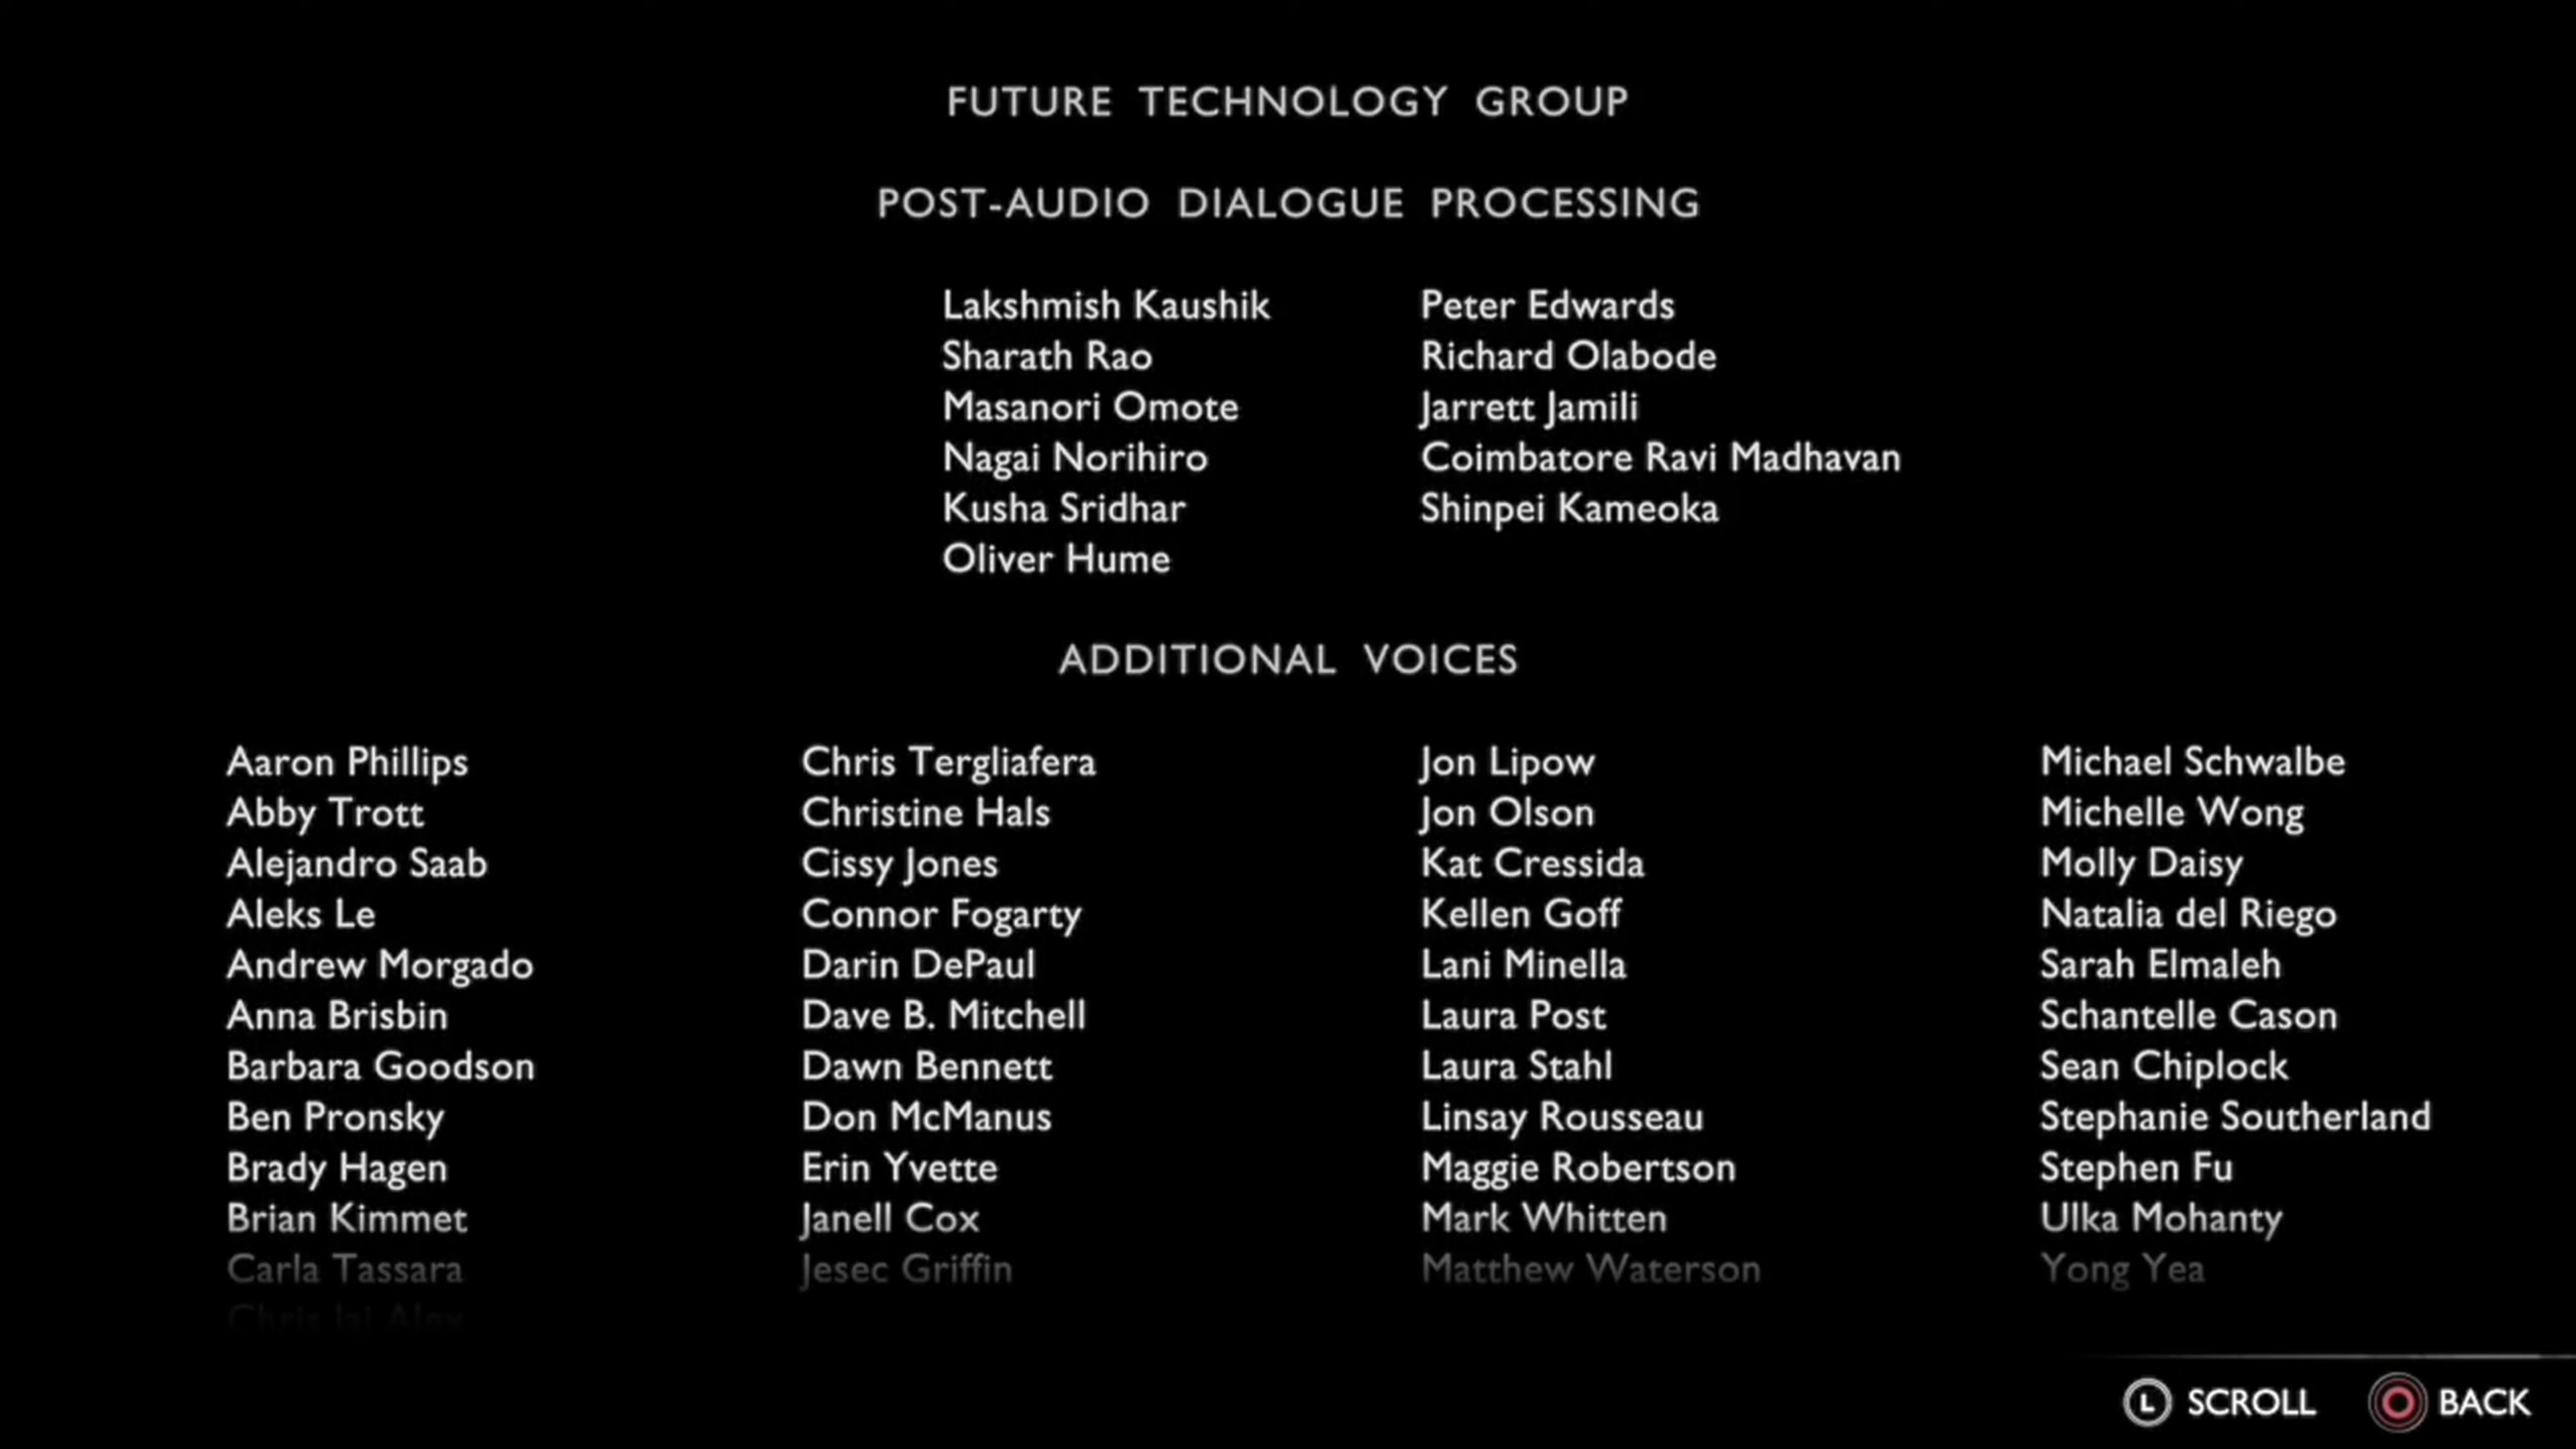 FUTURE TECHNOLOGY GROUP
POST-AUDIO DIALOGUE PROCESSING
Lakshmish Kaushik
Sharath Rao
Masanori Omote
Nagai Norihiro
Kusha Sridhar
Oliver Hume
Peter Edwards
Richard Olabode
Jarrett Jamili
Coimbatore Ravi Madhavan
Shinpei Kameoka
ADDITIONAL VOICES
Aaron Phillips
Abby Trott
Alejandro Saab
Aleks Le
Andrew Morgado
Anna Brisbin
Barbara Goodson
Ben Pronsky
Brady Hagen
Brian Kimmet
Carla Tassara
Chris Jai Alex
Chris Tergliafera
Christine Hals
Cissy Jones
Connor Fogarty
Darin DePaul
Dave B. Mitchell
Dawn Bennett
Don McManus
Erin Yvette
Janell Cox
Jesec Griffin
Jon Lipow
Jon Olson
Kat Cressida
Kellen Goff
Lani Minella
Laura Post
Laura Stahl
Linsay Rousseau
Maggie Robertson
Mark Whitten
Matthew Waterson
Michael Schwalbe
Michelle Wong
Molly Daisy
Natalia del Riego
Sarah Elmaleh
Schantelle Cason
Sean Chiplock
Stephanie Southerland
Stephen Fu
Ulka Mohanty
Yong Yea
L SCROLL
BACK